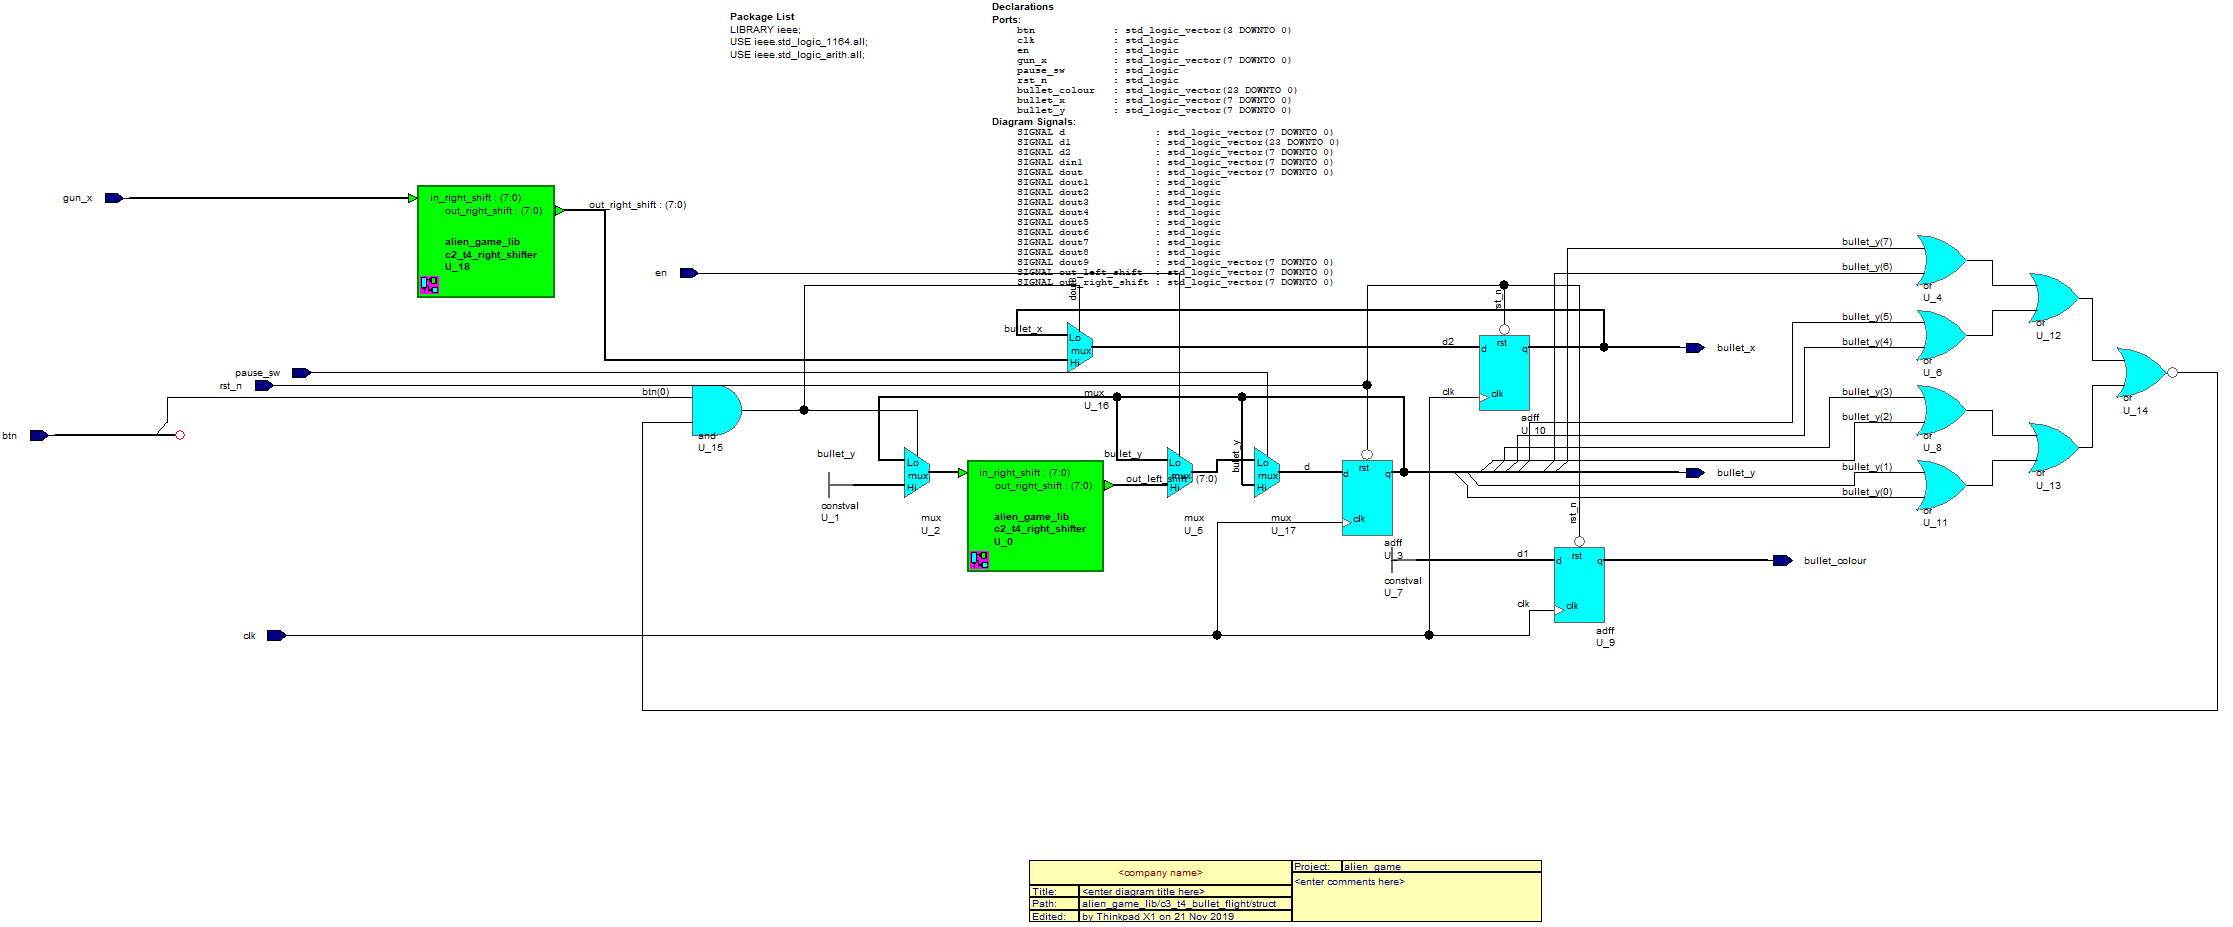 Package List
LIBRARY ieee;
USE ieee.std_logic_1164.all;
USE ieee.std_logic_arith.all;
Declarations
Ports:
btn : std_logic_vector(3 DOWNTO 0)
clk : std_logic
en : std_logic
gun_x : std_logic_vector(7 DOWNTO 0)
pause_sw : std_logic
rst_n : std_logic
bullet_colour : std_logic_vector(23 DOWNTO 0)
bullet_x : std_logic_vector(7 DOWNTO 0)
bullet_y : std_logic_vector(7 DOWNTO 0)
Diagram Signals:
SIGNAL d : std_logic_vector(7 DOWNTO 0)
SIGNAL d1 : std_logic_vector(23 DOWNTO 0)
SIGNAL d2 : std_logic_vector(7 DOWNTO 0)
SIGNAL din1 : std_logic_vector(7 DOWNTO 0)
SIGNAL dout : std_logic_vector(7 DOWNTO 0)
SIGNAL dout1 : std_logic
SIGNAL dout2 : std_logic
SIGNAL dout3 : std_logic
SIGNAL dout4 : std_logic
SIGNAL dout5 : std_logic
SIGNAL dout6 : std_logic
SIGNAL dout7 : std_logic
SIGNAL dout8 : std_logic
SIGNAL dout9 : std_logic_vector(7 DOWNTO 0)
SIGNAL out_left_shift : std_logic_vector(7 DOWNTO 0)
SIGNAL out_right_shift : std_logic_vector(7 DOWNTO 0)
gun_x
in_right_shift : (7:0)
out_right_shift : (7:0)
alien_game_lib
c2_t4_right_shifter
U_18
out_right_shift : (7:0)
en
pause_sw
rst_n
btn
btn(0)
and
U_15
bullet_x
Lo
mux
Hi
mux
U_16
d2
rst_n
rst
d
q
clk
clk
adff
U_10
bullet_x
bullet_y
constval
U_1
Lo
mux
Hi
mux
U_2
in_right_shift : (7:0)
out_right_shift : (7:0)
alien_game_lib
c2_t4_right_shifter
U_0
bullet_y
out_left_shift : (7:0)
Lo
mux
Hi
mux
U_5
bullet_y
Lo
mux
Hi
mux
U_17
d
rst
d
q
clk
adff
U_3
bullet_y
constval
U_7
d1
rst_n
rst
d
q
clk
clk
adff
U_9
bullet_colour
clk
bullet_y(7)
bullet_y(6)
or
U_4
bullet_y(5)
bullet_y(4)
or
U_6
bullet_y(3)
bullet_y(2)
or
U_8
bullet_y(1)
bullet_y(0)
or
U_11
or
U_12
or
U_13
or
U_14
<company name>
Title: <enter diagram title here>
Path: alien_game_lib/c3_t4_bullet_flight/struct
Edited: by Thinkpad X1 on 21 Nov 2019
Project: alien_game
<enter comments here>